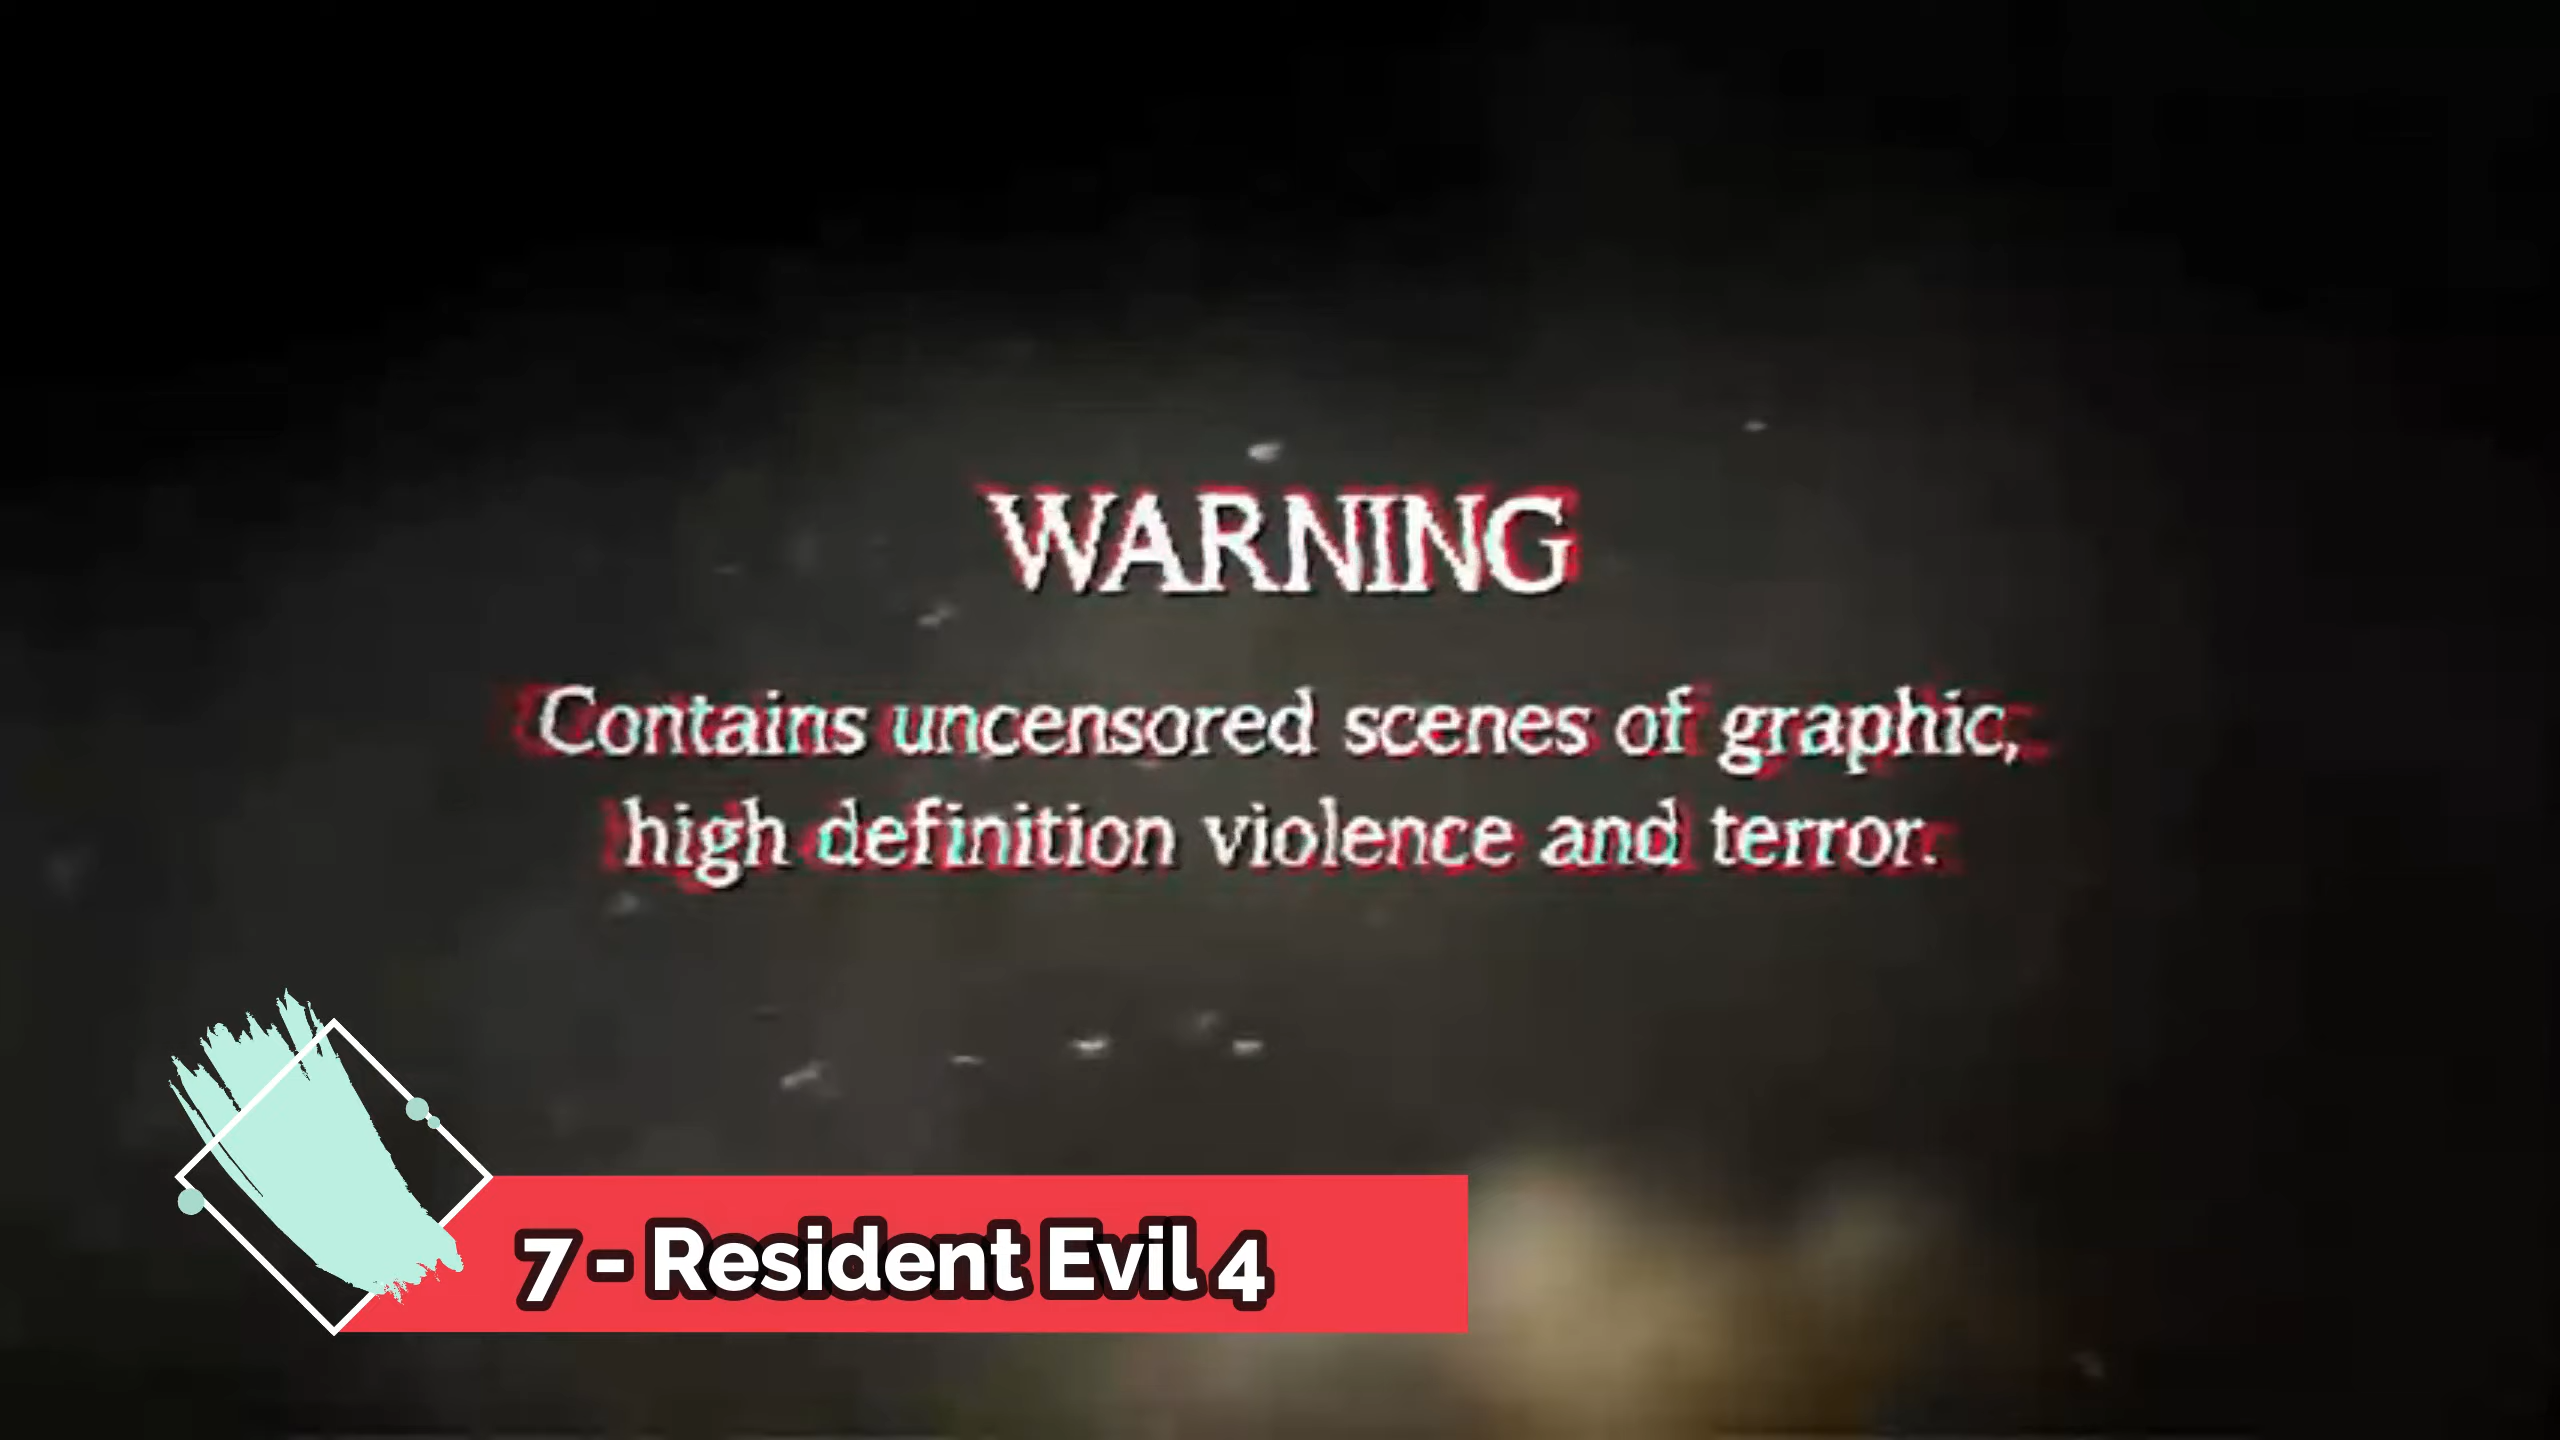 WARNING
Contains uncensored scenes of graphic,
high definition violence and terror.
7 - Resident Evil 4